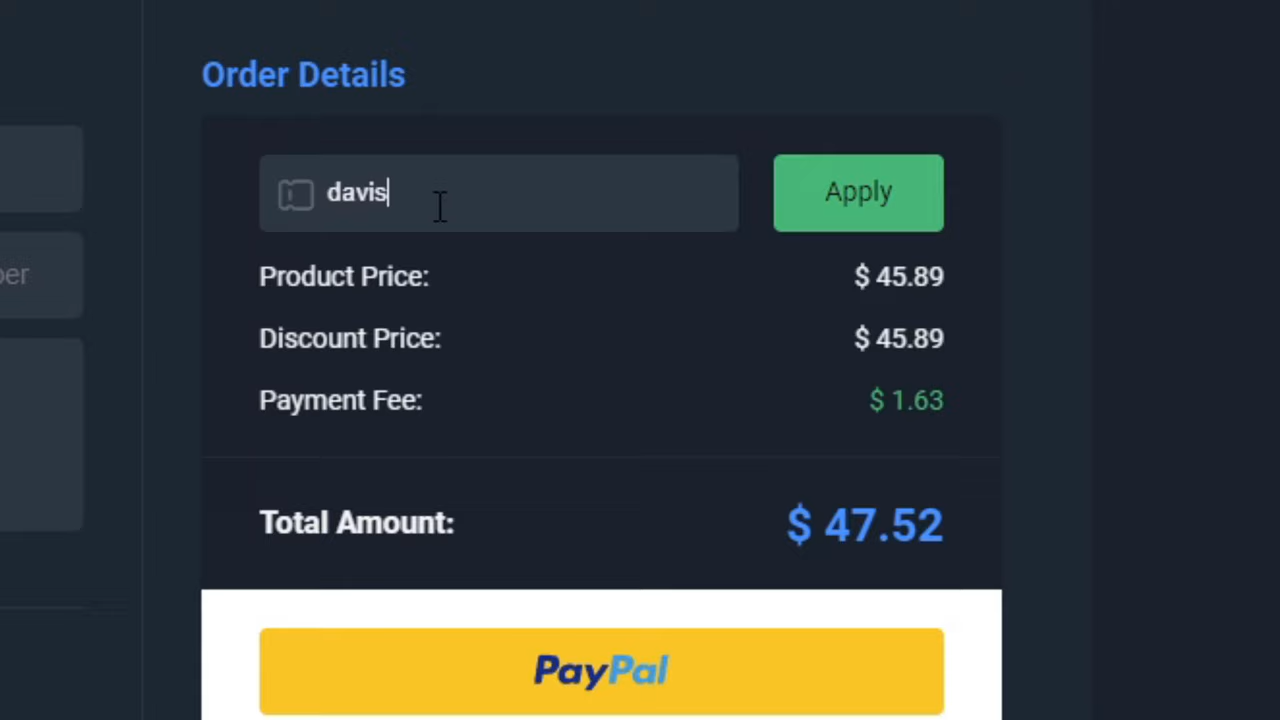 Order Details
davis
Apply
Product Price: $ 45.89
Discount Price: $ 45.89
ber
Payment Fee: $ 1.63
Total Amount: $ 47.52
PayPal